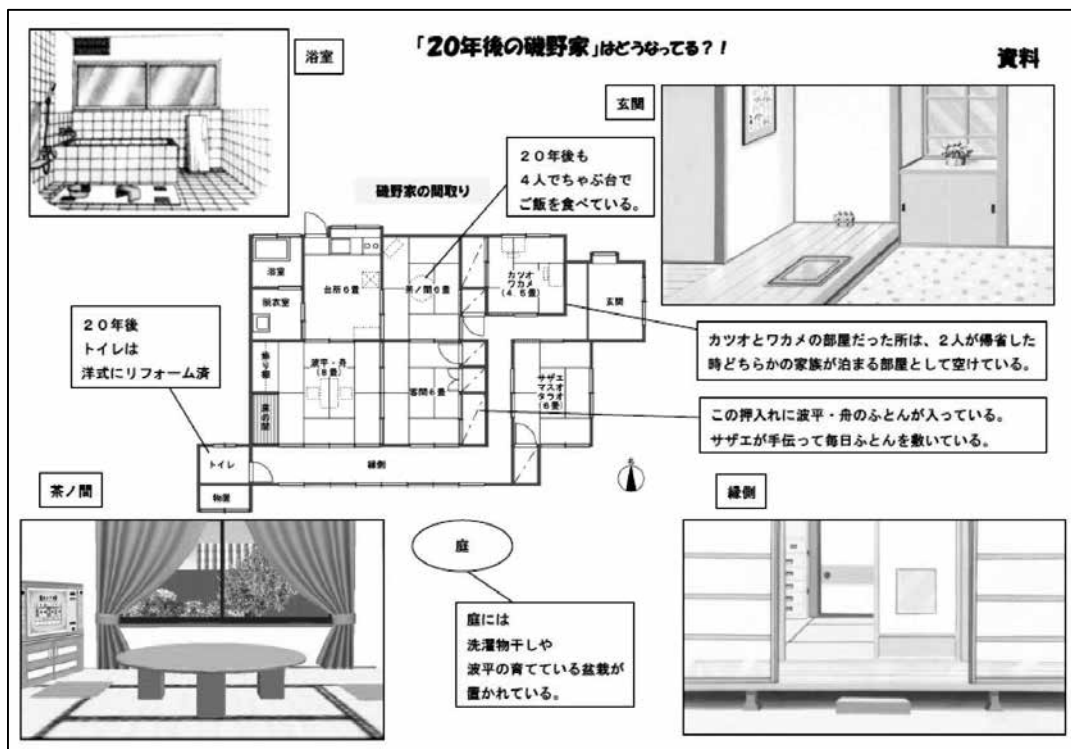 「20年後の磯野家」はどうなってる？！
資料
浴室
玄関
20年後も
4人でちゃぶ台で
ご飯を食べている。
磯野家の間取り
浴室
台所6畳
茶ノ間6畳
カツオ
ワカメ
(4.5畳)
玄関
脱衣室
20年後
トイレは
洋式にリフォーム済
カツオとワカメの部屋だった所は、2人が帰省した
時どちらかの家族が泊まる部屋として空けている。
飾り棚
波平・舟
(8畳)
客間6畳
サザエ
マスオ
タラオ
(6畳)
床の間
この押入れに波平・舟のふとんが入っている。
サザエが手伝って毎日ふとんを敷いている。
トイレ
縁側
北
物置
茶ノ間
縁側
庭
庭には
洗濯物干しや
波平の育てている盆栽が
置かれている。